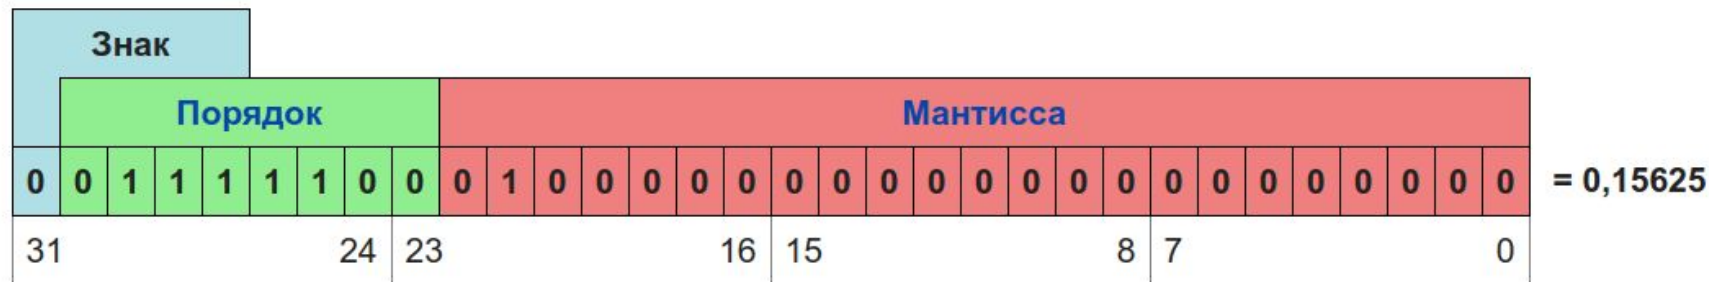 Знак
Порядок Мантисса
0 0 1 1 1 1 1 0 0 0 1 0 0 0 0 0 0 0 0 0 0 0 0 0 0 0 0 0 0 0 0 0 = 0,15625
31 24 23 16 15 8 7 0